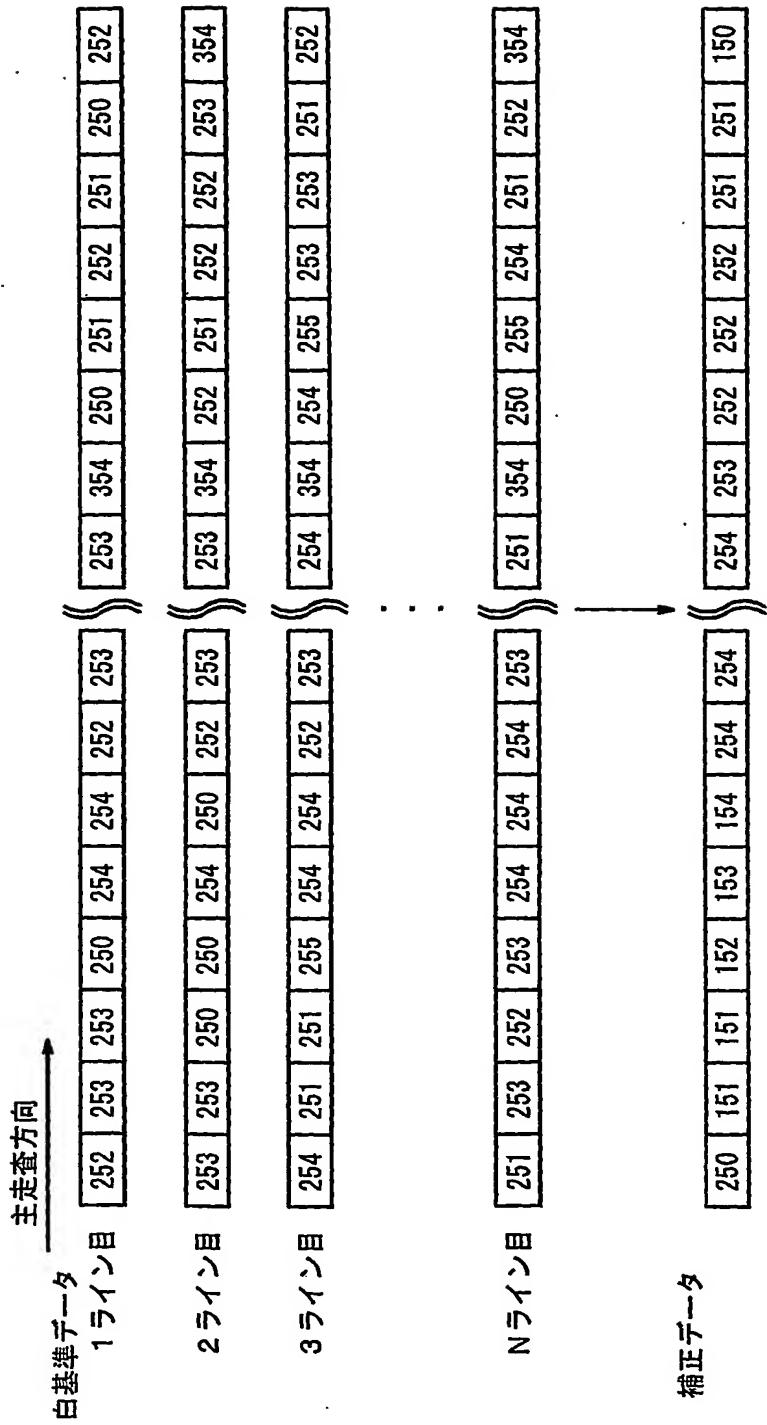 主走査方向
白基準データ
1ライン目 252 253 253 250 254 254 252 253 253 354 250 251 252 251 250 252
2ライン目 253 253 250 250 254 250 252 253 253 354 252 251 252 252 253 354
3ライン目 254 251 251 255 254 254 252 253 254 354 254 255 253 253 251 252
・・・
Nライン目 251 253 252 253 254 254 254 253 251 354 250 255 254 251 252 354
補正データ 250 151 151 152 153 154 254 254 254 253 252 252 252 251 251 150